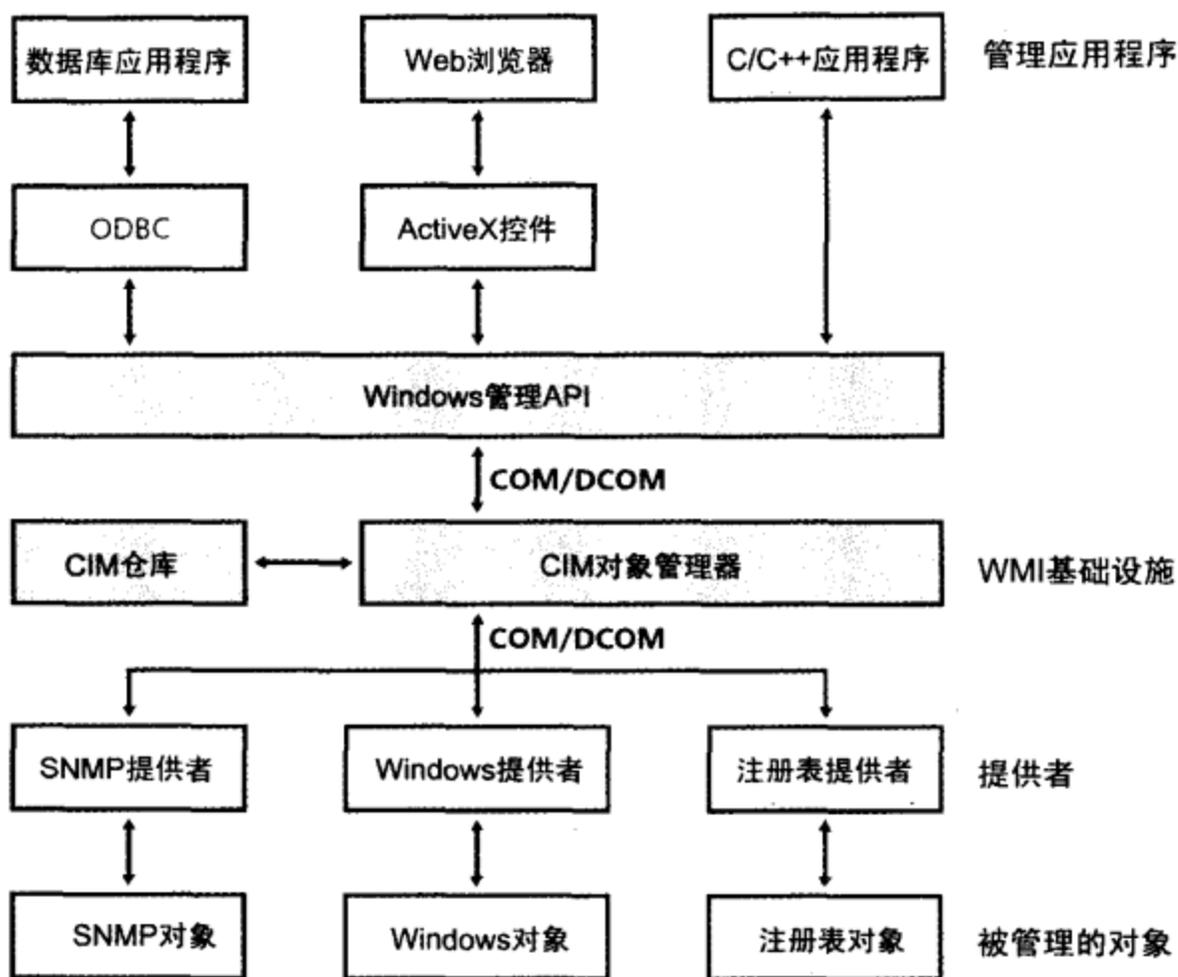 数据库应用程序
Web浏览器
C/C++应用程序
管理应用程序
ODBC
ActiveX控件
Windows管理API
COM/DCOM
CIM仓库
CIM对象管理器
WMI基础设施
COM/DCOM
SNMP提供者
Windows提供者
注册表提供者
提供者
SNMP对象
Windows对象
注册表对象
被管理的对象